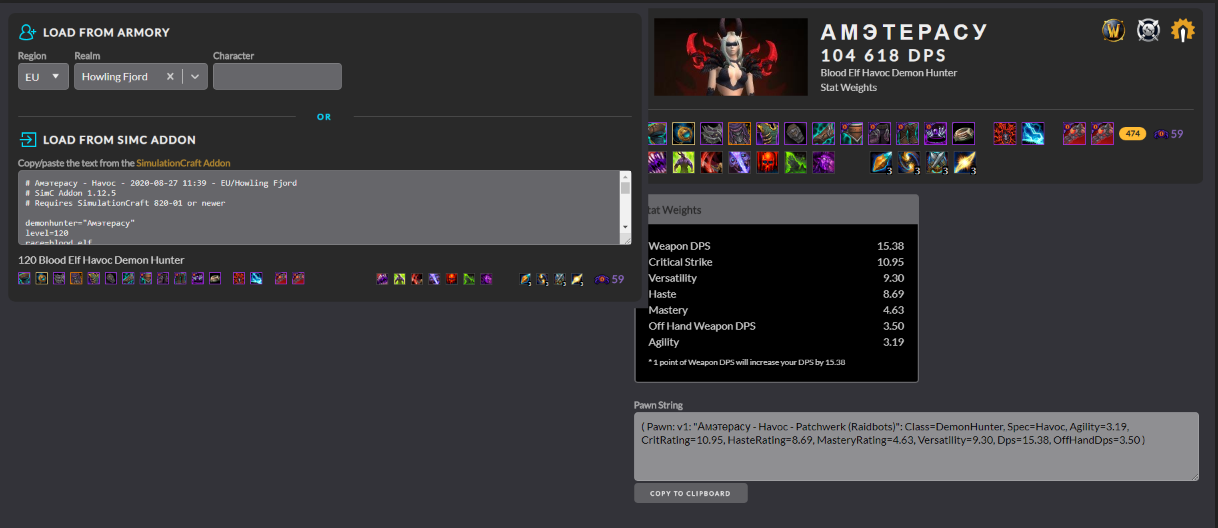 LOAD FROM ARMORY
Region
Realm
Character
EU
Howling Fjord
OR
LOAD FROM SIMC ADDON
Copy/paste the text from the SimulationCraft Addon
# Амэтерасу - Havoc - 2020-08-27 11:39 - EU/Howling Fjord
# SimC Addon 1.12.5
# Requires SimulationCraft 820-01 or newer
demonhunter="Амэтерасу"
level=120
race=blood_elf
120 Blood Elf Havoc Demon Hunter
3 3 3 3
59
АМЭТЕРАСУ
104 618 DPS
Blood Elf Havoc Demon Hunter
Stat Weights
474
59
3 3 3 3
Stat Weights
Weapon DPS 15.38
Critical Strike 10.95
Versatility 9.30
Haste 8.69
Mastery 4.63
Off Hand Weapon DPS 3.50
Agility 3.19
* 1 point of Weapon DPS will increase your DPS by 15.38
Pawn String
( Pawn: v1: "Амэтерасу - Havoc - Patchwerk (Raidbots)": Class=DemonHunter, Spec=Havoc, Agility=3.19,
CritRating=10.95, HasteRating=8.69, MasteryRating=4.63, Versatility=9.30, Dps=15.38, OffHandDps=3.50 )
COPY TO CLIPBOARD